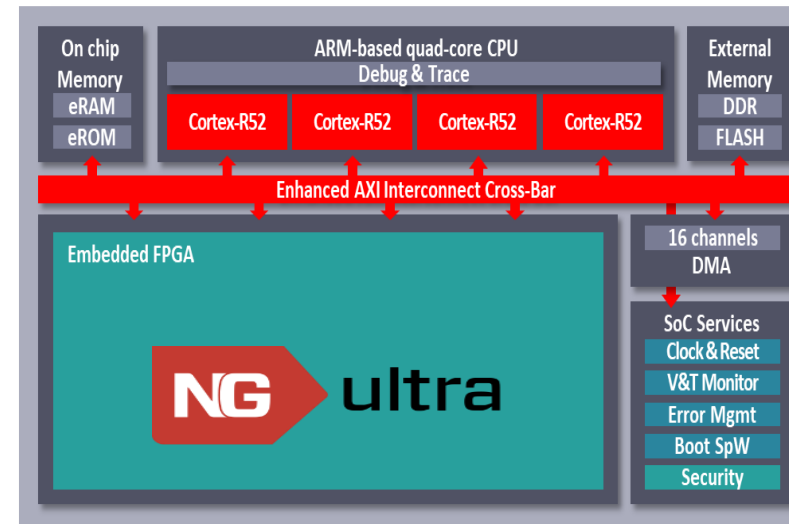 On chip
Memory
eRAM
eROM
ARM-based quad-core CPU
Debug & Trace
Cortex-R52
Cortex-R52
Cortex-R52
Cortex-R52
External
Memory
DDR
FLASH
Enhanced AXI Interconnect Cross-Bar
Embedded FPGA
NG ultra
16 channels
DMA
SoC Services
Clock & Reset
V&T Monitor
Error Mgmt
Boot SpW
Security